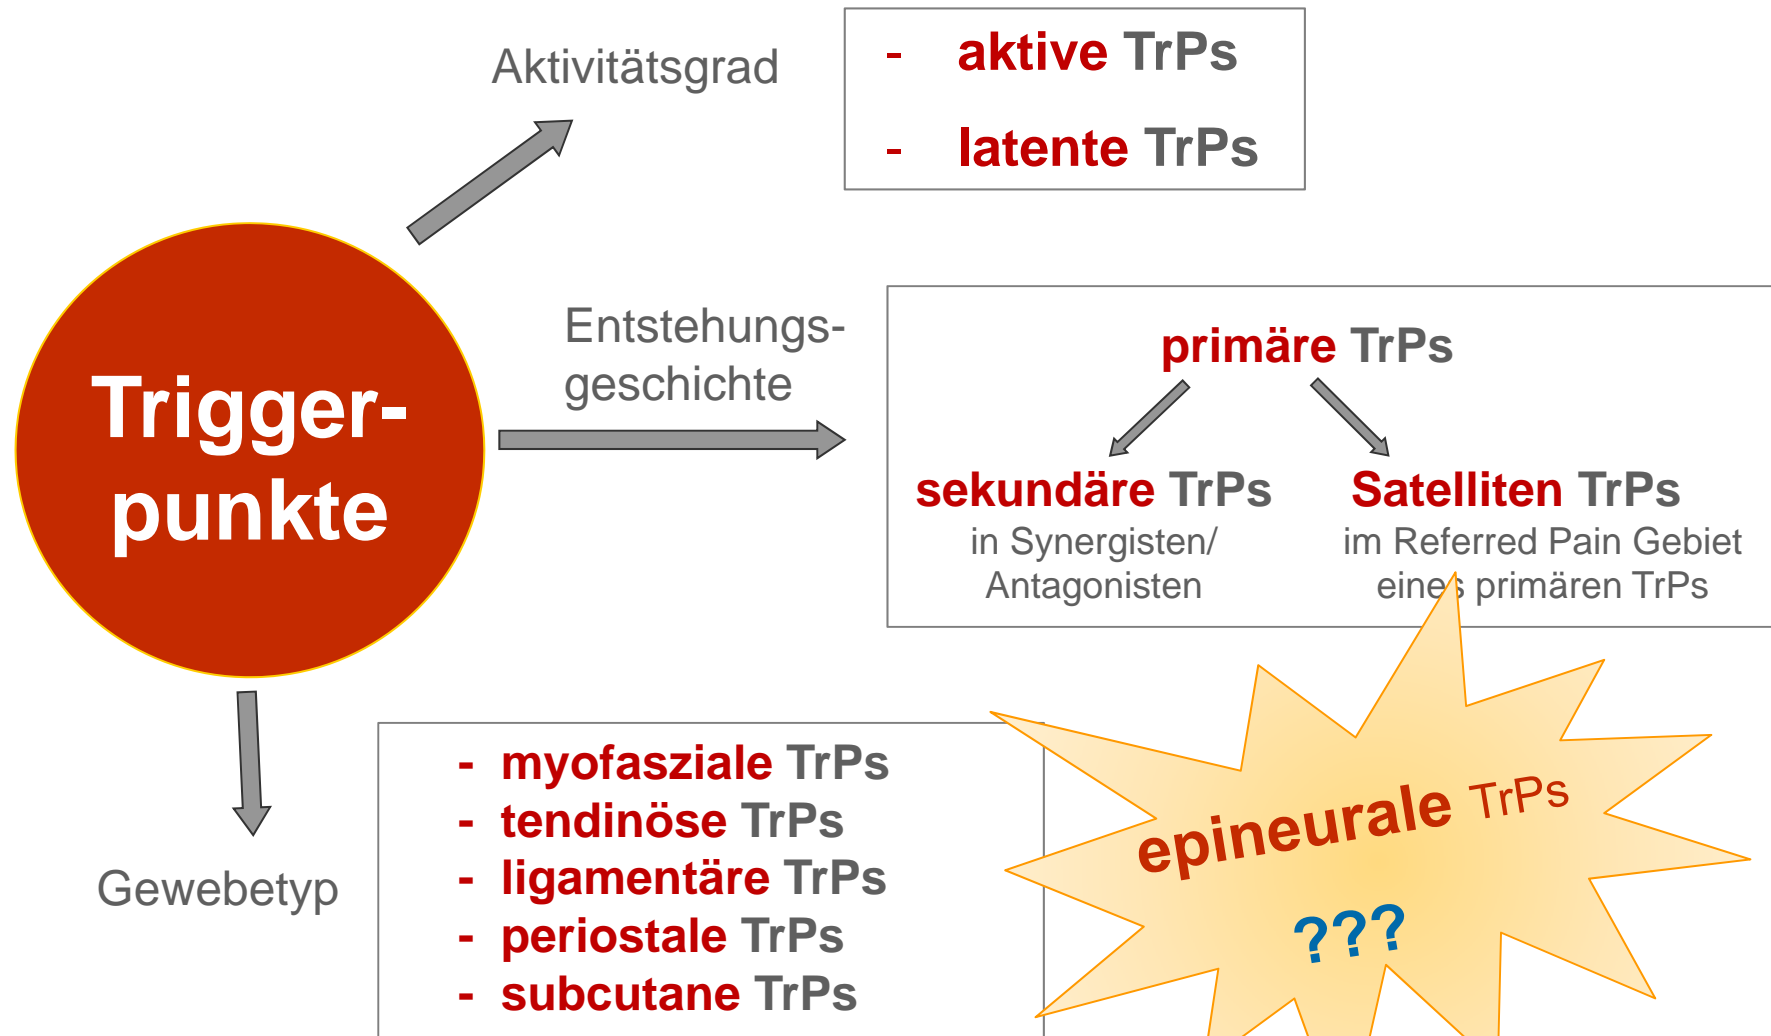 Aktivitätsgrad
- aktive TrPs
- latente TrPs
Trigger-
punkte
Entstehungs-
geschichte
primäre TrPs
sekundäre TrPs
in Synergisten/
Antagonisten
Satelliten TrPs
im Referred Pain Gebiet
eines primären TrPs
Gewebetyp
- myofasziale TrPs
- tendinöse TrPs
- ligamentäre TrPs
- periostale TrPs
- subcutane TrPs
epineurale TrPs
???